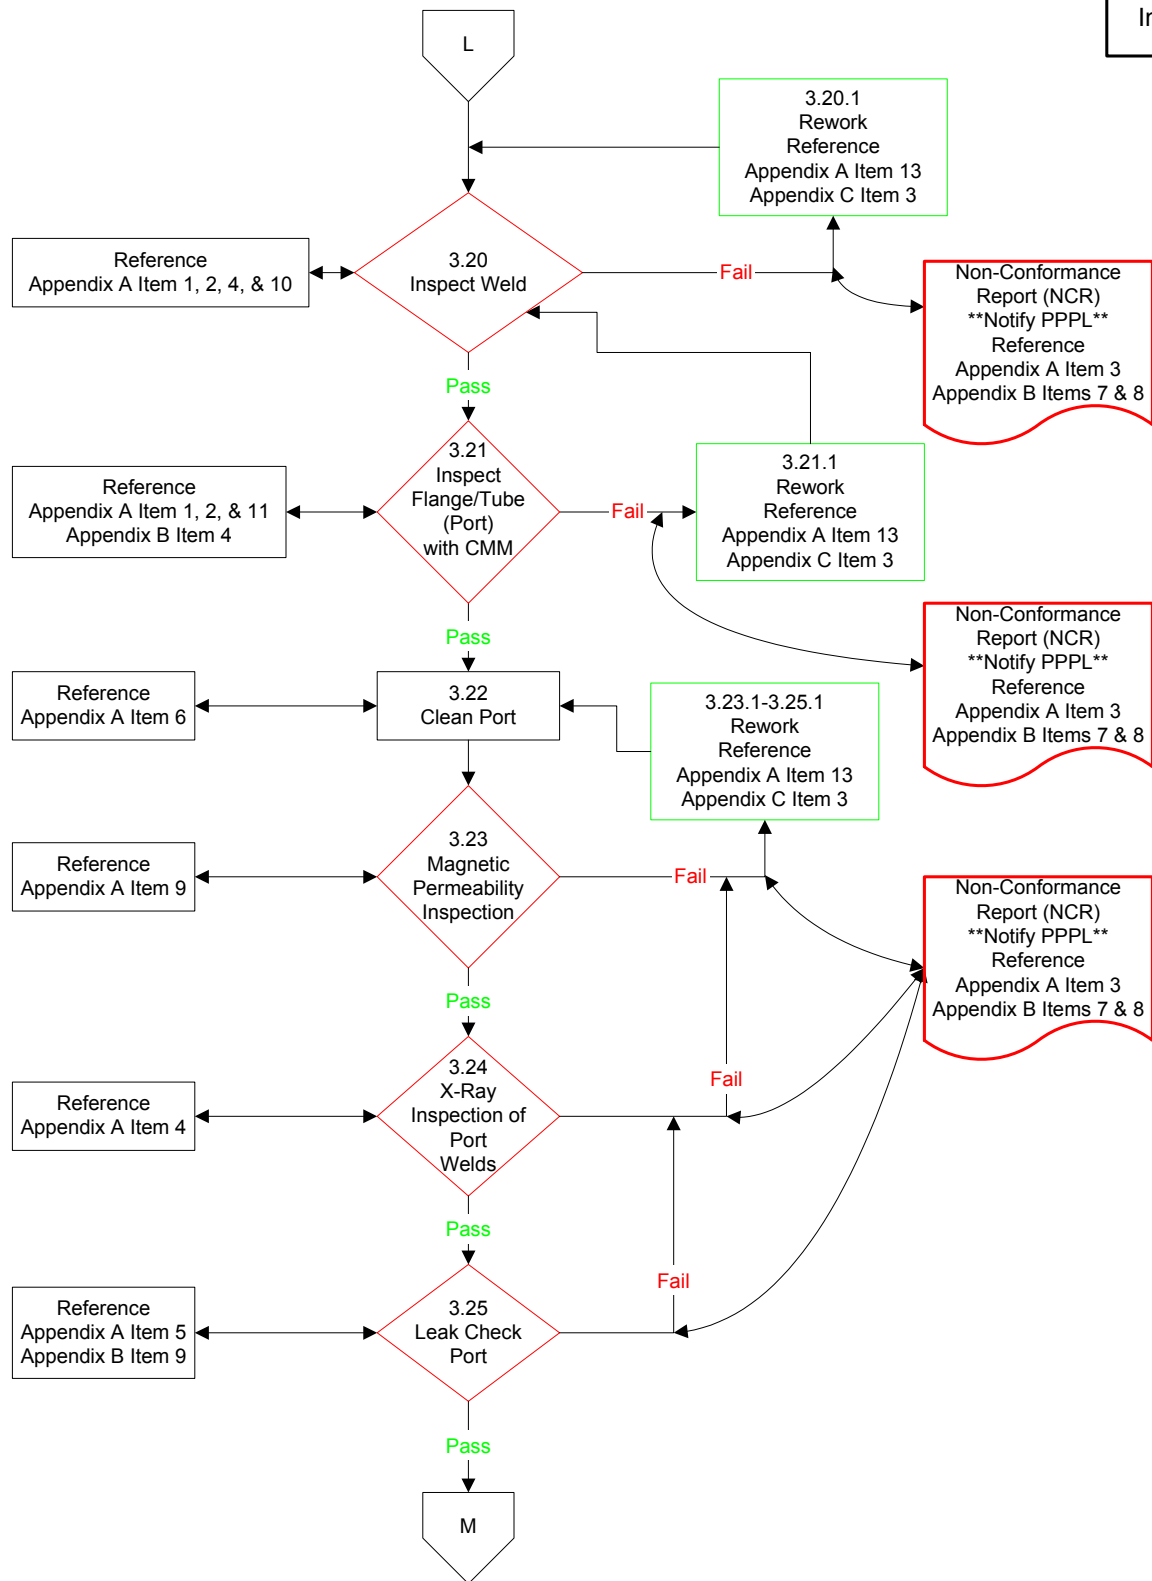 L
In
3.20.1
Rework
Reference
Appendix A Item 13
Appendix C Item 3
Reference
Appendix A Item 1, 2, 4, & 10
3.20
Inspect Weld
Fail
Non-Conformance
Report (NCR)
**Notify PPPL**
Reference
Appendix A Item 3
Appendix B Items 7 & 8
Pass
Reference
Appendix A Item 1, 2, & 11
Appendix B Item 4
3.21
Inspect
Flange/Tube
(Port)
with CMM
Fail
3.21.1
Rework
Reference
Appendix A Item 13
Appendix C Item 3
Non-Conformance
Report (NCR)
**Notify PPPL**
Reference
Appendix A Item 3
Appendix B Items 7 & 8
Pass
Reference
Appendix A Item 6
3.22
Clean Port
3.23.1-3.25.1
Rework
Reference
Appendix A Item 13
Appendix C Item 3
Reference
Appendix A Item 9
3.23
Magnetic
Permeability
Inspection
Fail
Non-Conformance
Report (NCR)
**Notify PPPL**
Reference
Appendix A Item 3
Appendix B Items 7 & 8
Pass
Reference
Appendix A Item 4
3.24
X-Ray
Inspection of
Port
Welds
Fail
Pass
Reference
Appendix A Item 5
Appendix B Item 9
3.25
Leak Check
Port
Fail
Pass
M